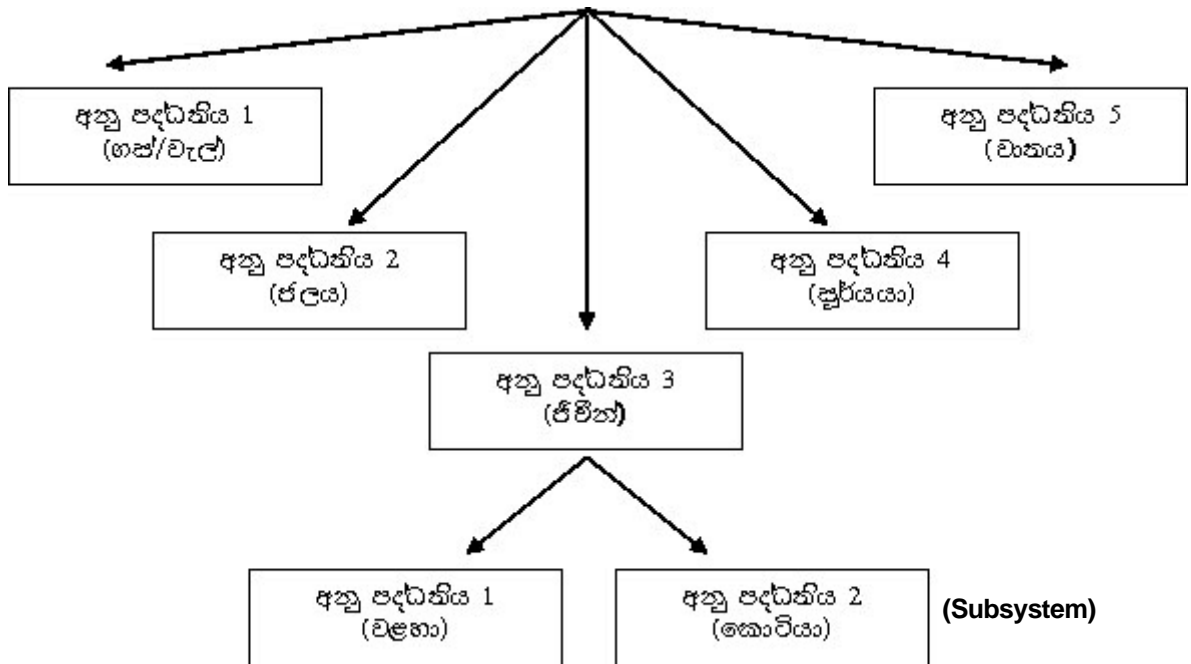 අනු පද්ධතිය 1
(ගස්/වැල්)
අනු පද්ධතිය 5
(වාතය)
අනු පද්ධතිය 2
(ජලය)
අනු පද්ධතිය 4
(සූර්යයා)
අනු පද්ධතිය 3
(ජීවීන්)
අනු පද්ධතිය 1
(වළහා)
අනු පද්ධතිය 2
(කොටියා)
(Subsystem)